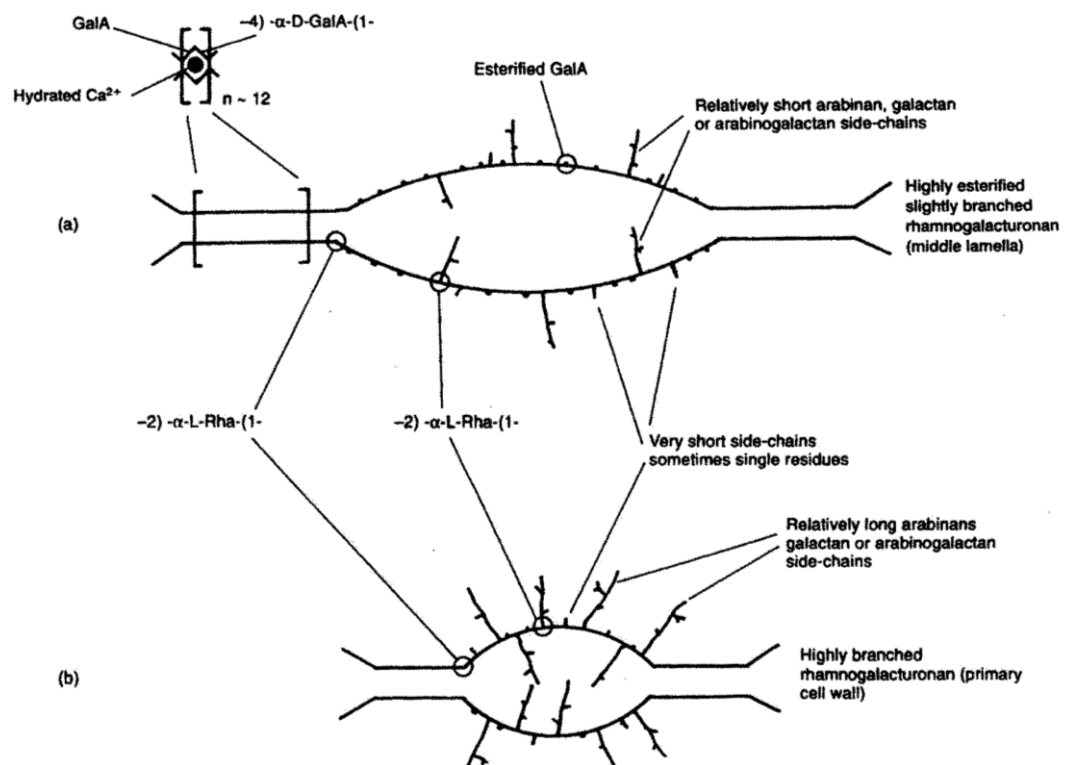 GalA
–4) -α-D-GalA-(1-
Hydrated Ca²⁺
n ~ 12
Esterified GalA
Relatively short arabinan, galactan
or arabinogalactan side-chains
(a)
Highly esterified
slightly branched
rhamnogalacturonan
(middle lamella)
–2) -α-L-Rha-(1-
–2) -α-L-Rha-(1-
Very short side-chains
sometimes single residues
Relatively long arabinans
galactan or arabinogalactan
side-chains
(b)
Highly branched
rhamnogalacturonan (primary
cell wall)